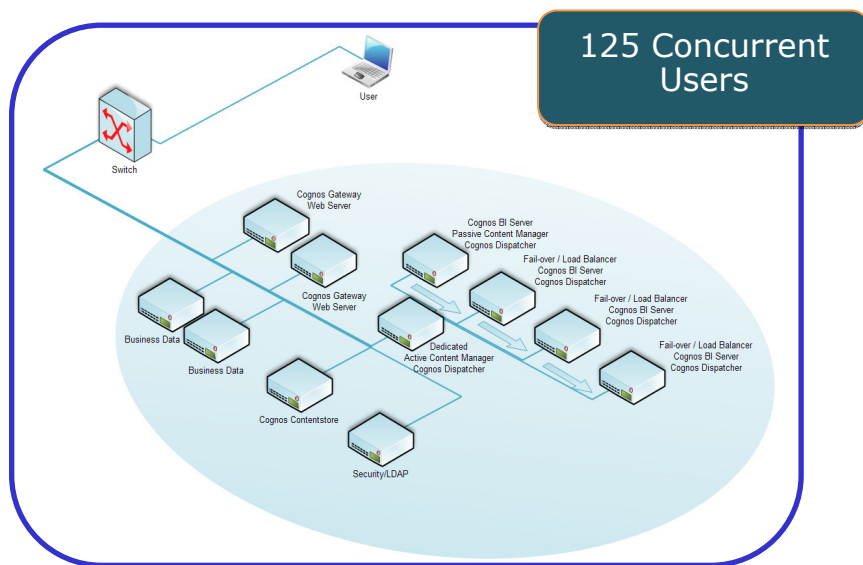 125 Concurrent
Users
User
Switch
Cognos Gateway
Web Server
Cognos Gateway
Web Server
Business Data
Business Data
Cognos BI Server
Passive Content Manager
Cognos Dispatcher
Fail-over / Load Balancer
Cognos BI Server
Cognos Dispatcher
Fail-over / Load Balancer
Cognos BI Server
Cognos Dispatcher
Fail-over / Load Balancer
Cognos BI Server
Cognos Dispatcher
Dedicated
Active Content Manager
Cognos Dispatcher
Cognos Contentstore
Security/LDAP